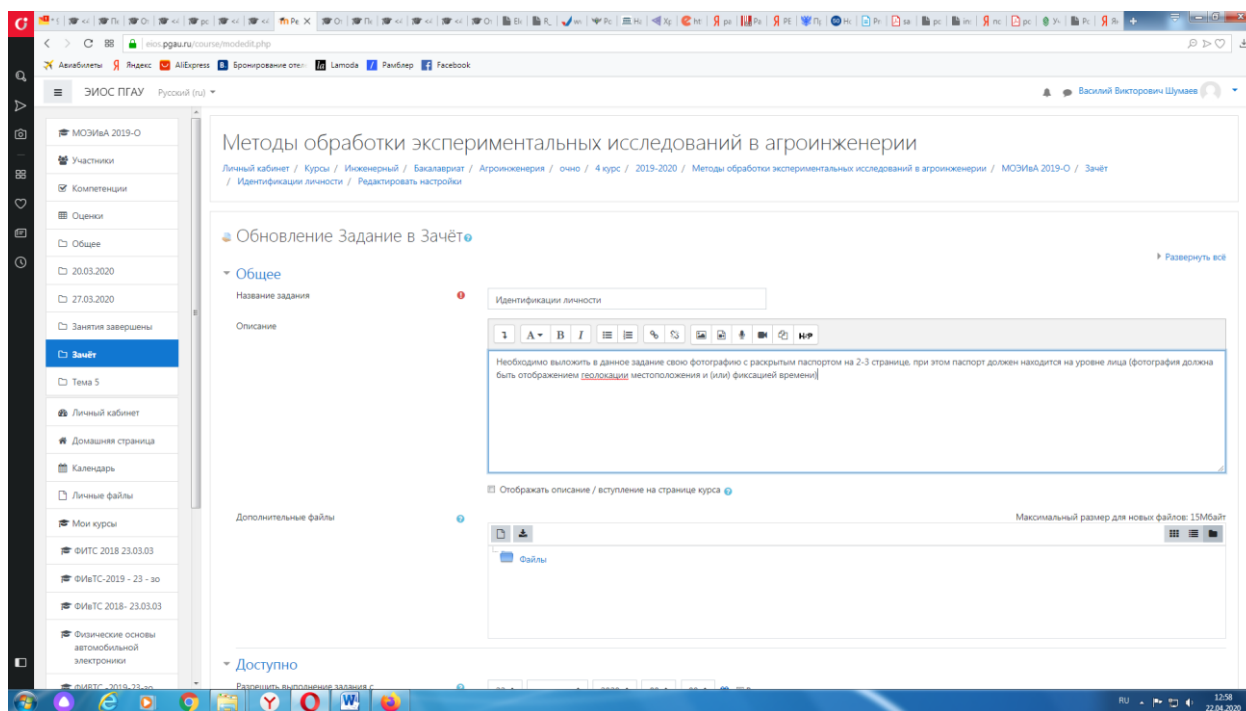 eios.pgau.ru/course/modedit.php
Авиабилеты Яндекс AliExpress Бронирование отел Lamoda Рамблер Facebook
ЭИОС ПГАУ Русский (ru)
Василий Викторович Шумаев
МОЭИвА 2019-О
Участники
Компетенции
Оценки
Общее
20.03.2020
27.03.2020
Занятия завершены
Зачёт
Тема 5
Личный кабинет
Домашняя страница
Календарь
Личные файлы
Мои курсы
ФИТС 2018 23.03.03
ФИвТС-2019 - 23 - зо
ФИвТС 2018- 23.03.03
Физические основы
автомобильной
электроники
Методы обработки экспериментальных исследований в агроинженерии
Личный кабинет / Курсы / Инженерный / Бакалавриат / Агроинженерия / очно / 4 курс / 2019-2020 / Методы обработки экспериментальных исследований в агроинженерии / МОЭИвА 2019-О / Зачёт
/ Идентификации личности / Редактировать настройки
Обновление Задание в Зачёт
Развернуть всё
Общее
Название задания
Идентификации личности
Описание
Необходимо выложить в данное задание свою фотографию с раскрытым паспортом на 2-3 странице. при этом паспорт должен находится на уровне лица (фотография должна
быть отображением геолокации местоположения и (или) фиксацией времени)
Отображать описание / вступление на странице курса
Дополнительные файлы
Максимальный размер для новых файлов: 15Мбайт
Файлы
Доступно
Разрешить выполнение задания с
RU
12:58
22.04.2020